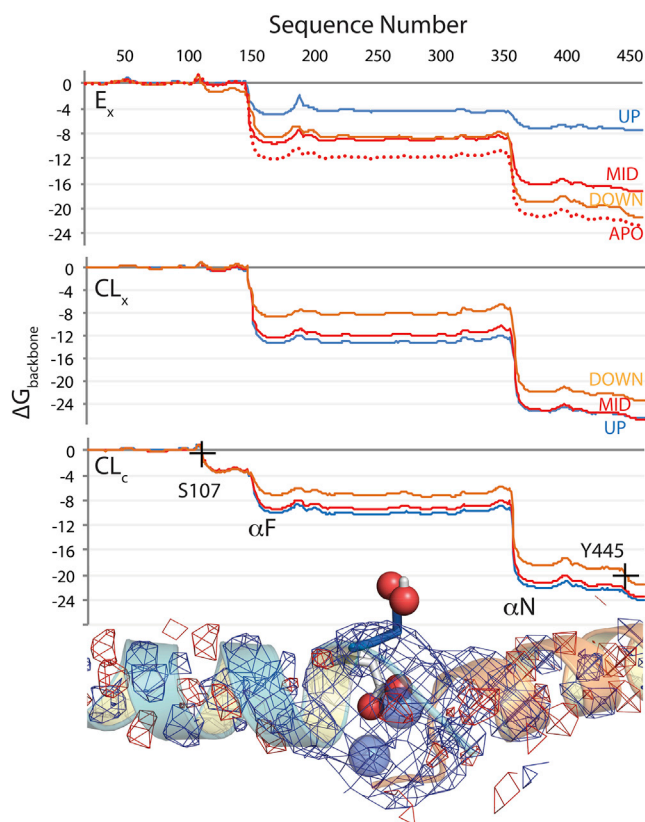 Sequence Number
50 100 150 200 250 300 350 400 450
0
Ex
-4
UP
-8
-12
-16
MID
-20
DOWN
-24
APO
0
CLx
-4
-8
-12
-16
-20
DOWN
-24
MID
UP
ΔGbackbone
0
CLc
-4
S107
-8
αF
-12
-16
Y445
-20
αN
-24